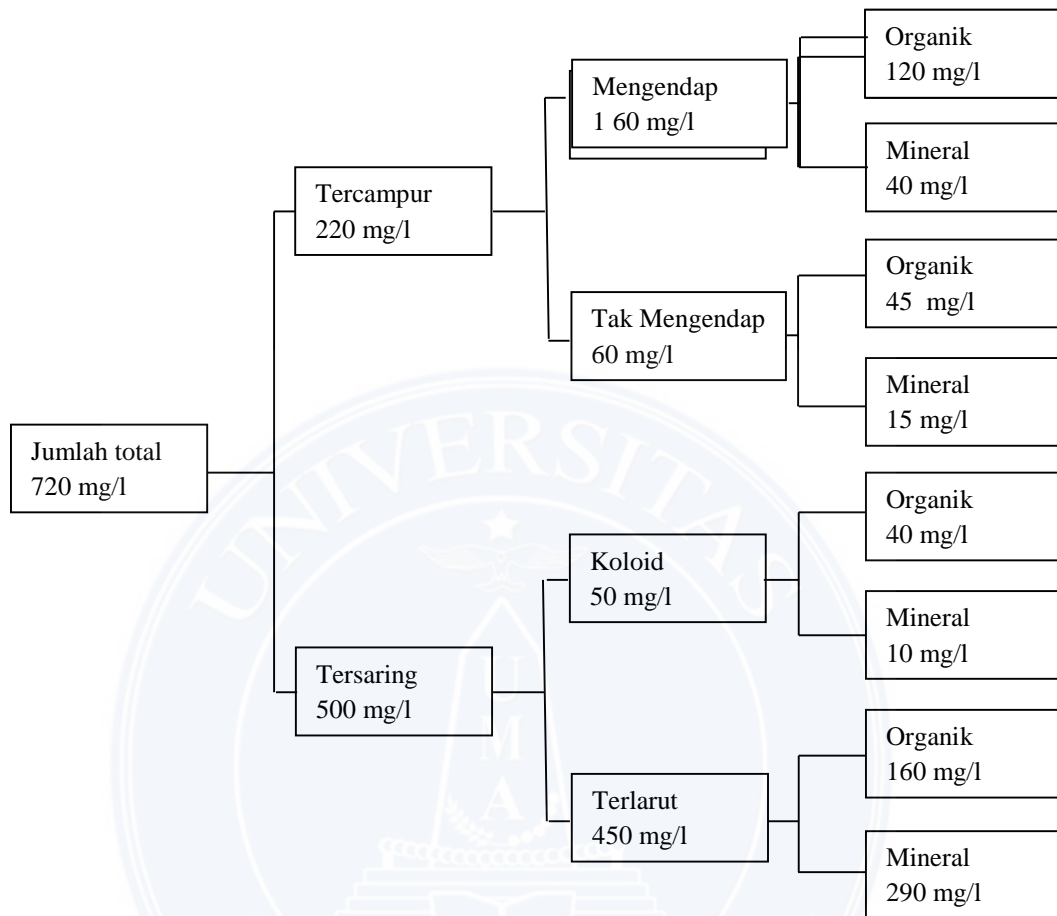 Organik
120 mg/l
Mengendap
1 60 mg/l
Mineral
40 mg/l
Tercampur
220 mg/l
Organik
45 mg/l
Tak Mengendap
60 mg/l
Mineral
15 mg/l
Jumlah total
720 mg/l
Organik
40 mg/l
Koloid
50 mg/l
Mineral
10 mg/l
Tersaring
500 mg/l
Organik
160 mg/l
Terlarut
450 mg/l
Mineral
290 mg/l
UNIVERSITAS
U
M
A